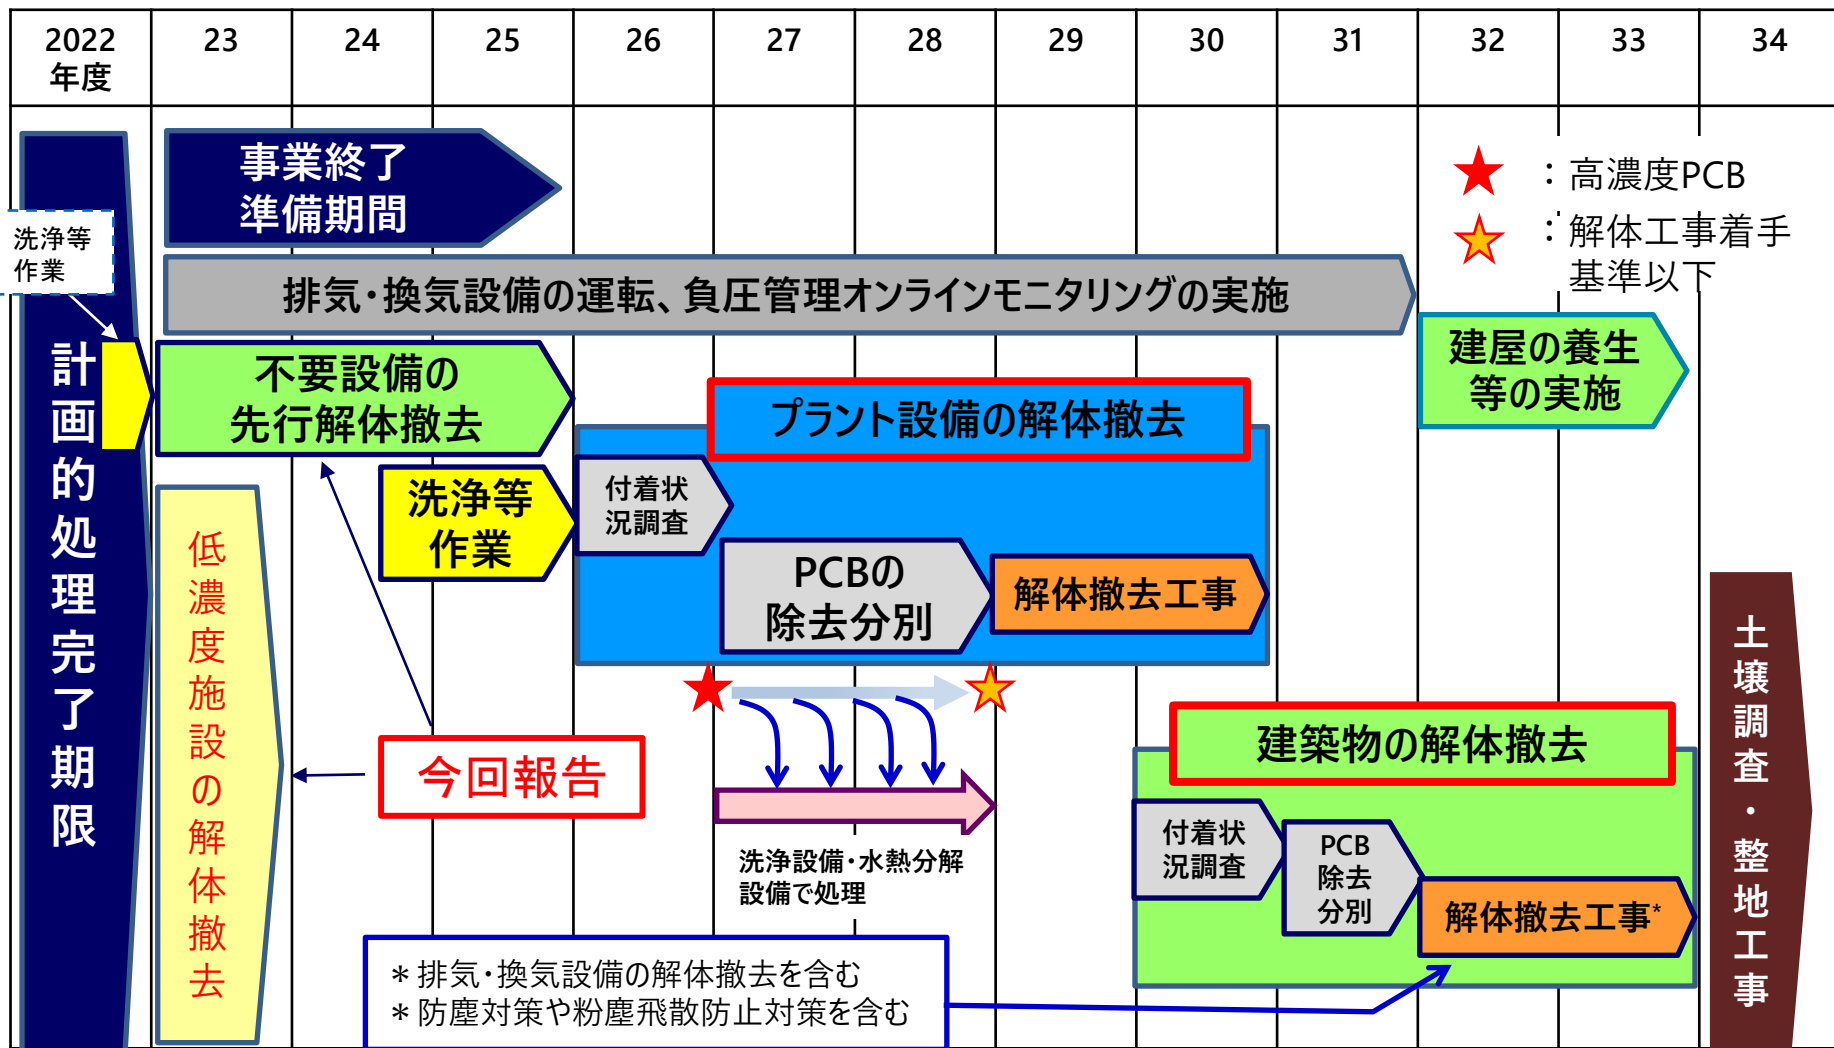 2022
年度
23
24
25
26
27
28
29
30
31
32
33
34
計画的処理完了期限
洗浄等
作業
事業終了
準備期間
：高濃度PCB
：解体工事着手
基準以下
排気・換気設備の運転、負圧管理オンラインモニタリングの実施
不要設備の
先行解体撤去
建屋の養生
等の実施
プラント設備の解体撤去
洗浄等
作業
付着状
況調査
PCBの
除去分別
解体撤去工事
低濃度施設の解体撤去
今回報告
洗浄設備・水熱分解
設備で処理
建築物の解体撤去
付着状
況調査
PCB
除去
分別
解体撤去工事*
＊排気・換気設備の解体撤去を含む
＊防塵対策や粉塵飛散防止対策を含む
土壌調査・整地工事